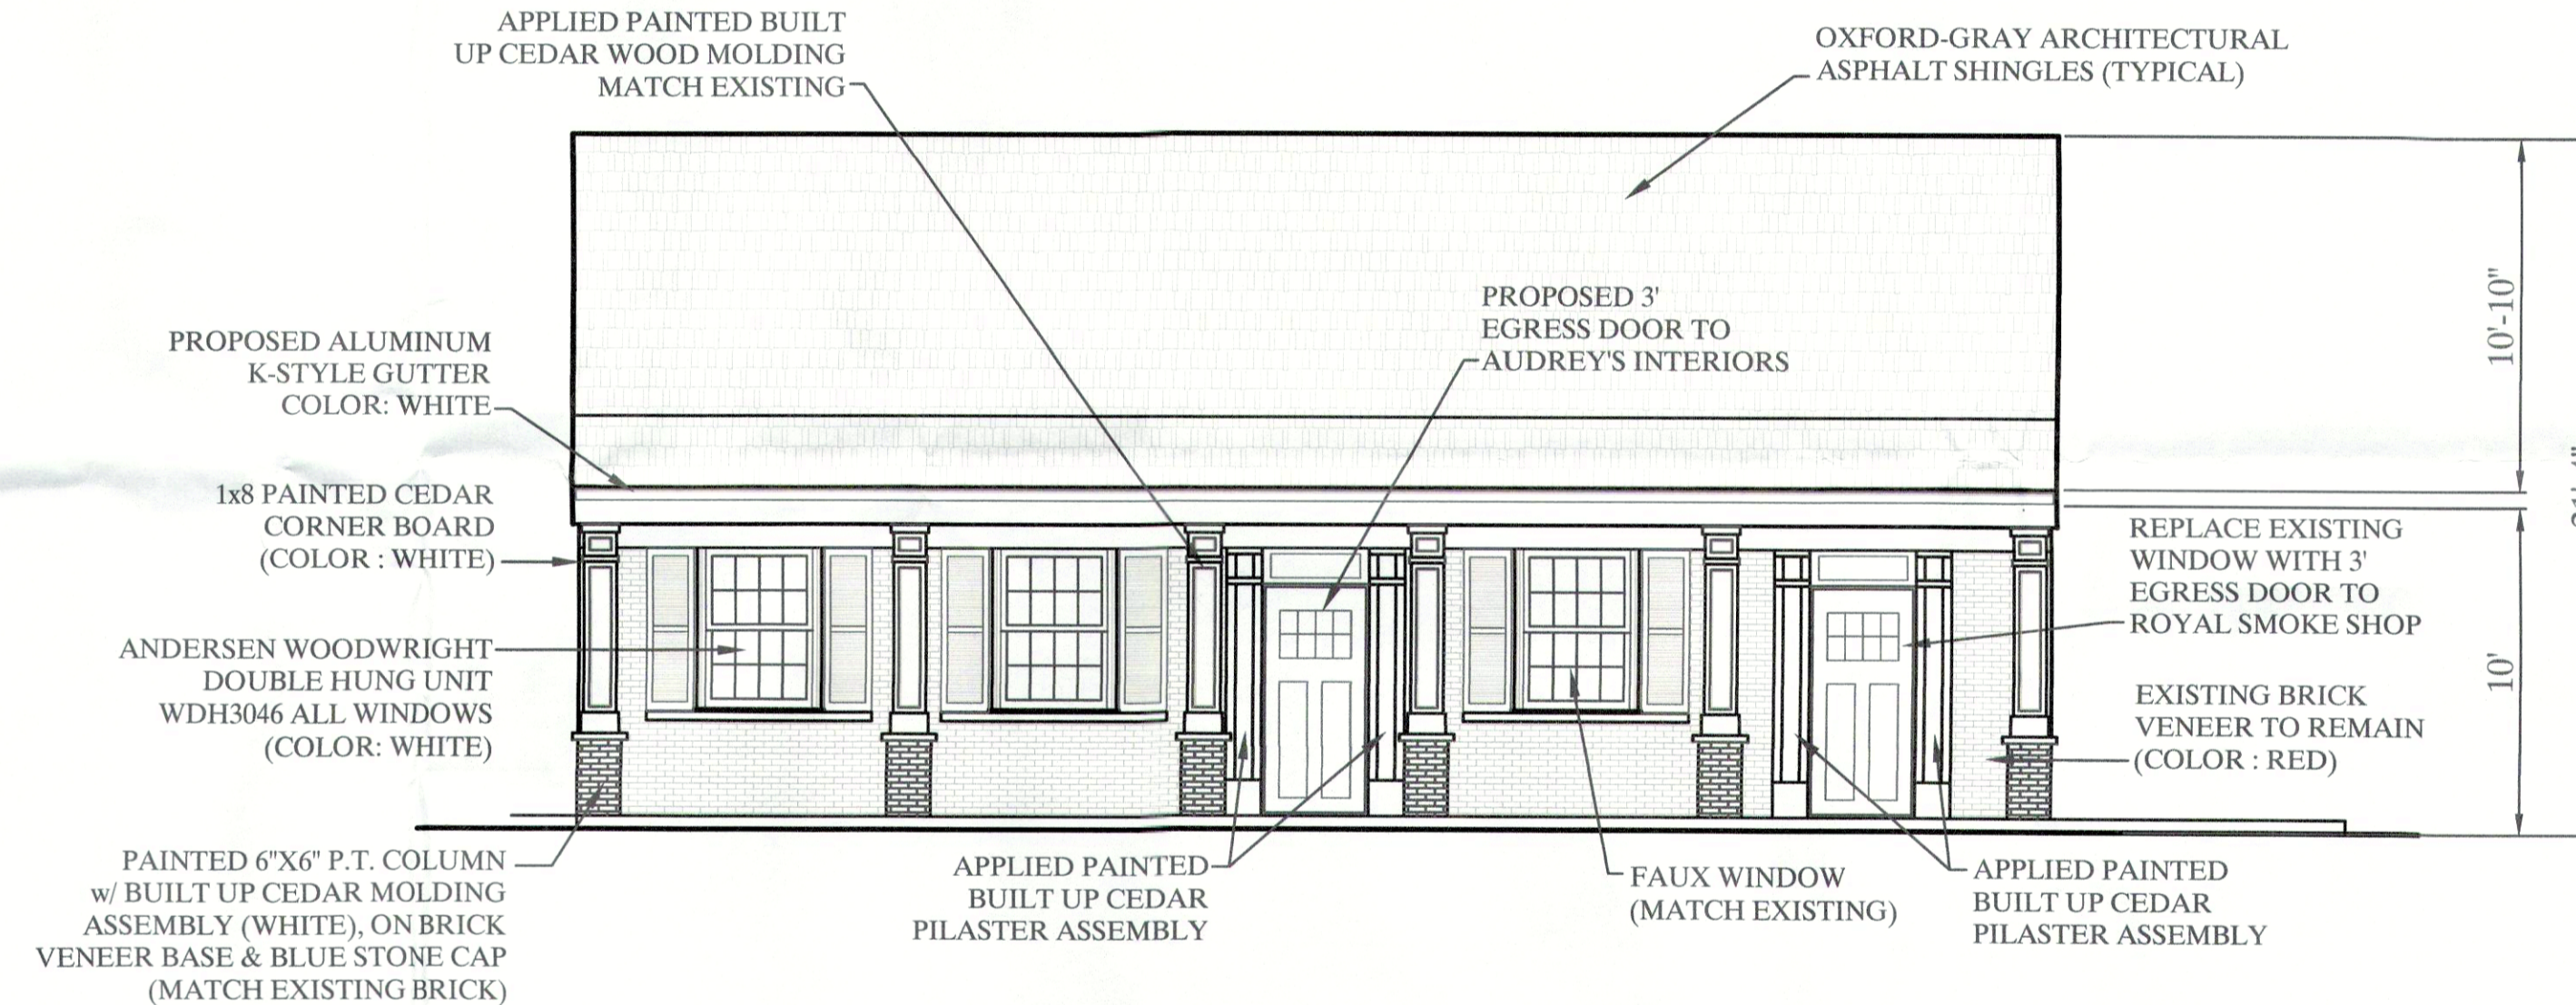 APPLIED PAINTED BUILT
UP CEDAR WOOD MOLDING
MATCH EXISTING
OXFORD-GRAY ARCHITECTURAL
ASPHALT SHINGLES (TYPICAL)
PROPOSED 3'
EGRESS DOOR TO
AUDREY'S INTERIORS
10'-10"
PROPOSED ALUMINUM
K-STYLE GUTTER
COLOR: WHITE
1x8 PAINTED CEDAR
CORNER BOARD
(COLOR : WHITE)
REPLACE EXISTING
WINDOW WITH 3'
EGRESS DOOR TO
ROYAL SMOKE SHOP
10'
ANDERSEN WOODWRIGHT
DOUBLE HUNG UNIT
WDH3046 ALL WINDOWS
(COLOR: WHITE)
EXISTING BRICK
VENEER TO REMAIN
(COLOR : RED)
PAINTED 6"X6" P.T. COLUMN
w/ BUILT UP CEDAR MOLDING
ASSEMBLY (WHITE), ON BRICK
VENEER BASE & BLUE STONE CAP
(MATCH EXISTING BRICK)
APPLIED PAINTED
BUILT UP CEDAR
PILASTER ASSEMBLY
FAUX WINDOW
(MATCH EXISTING)
APPLIED PAINTED
BUILT UP CEDAR
PILASTER ASSEMBLY